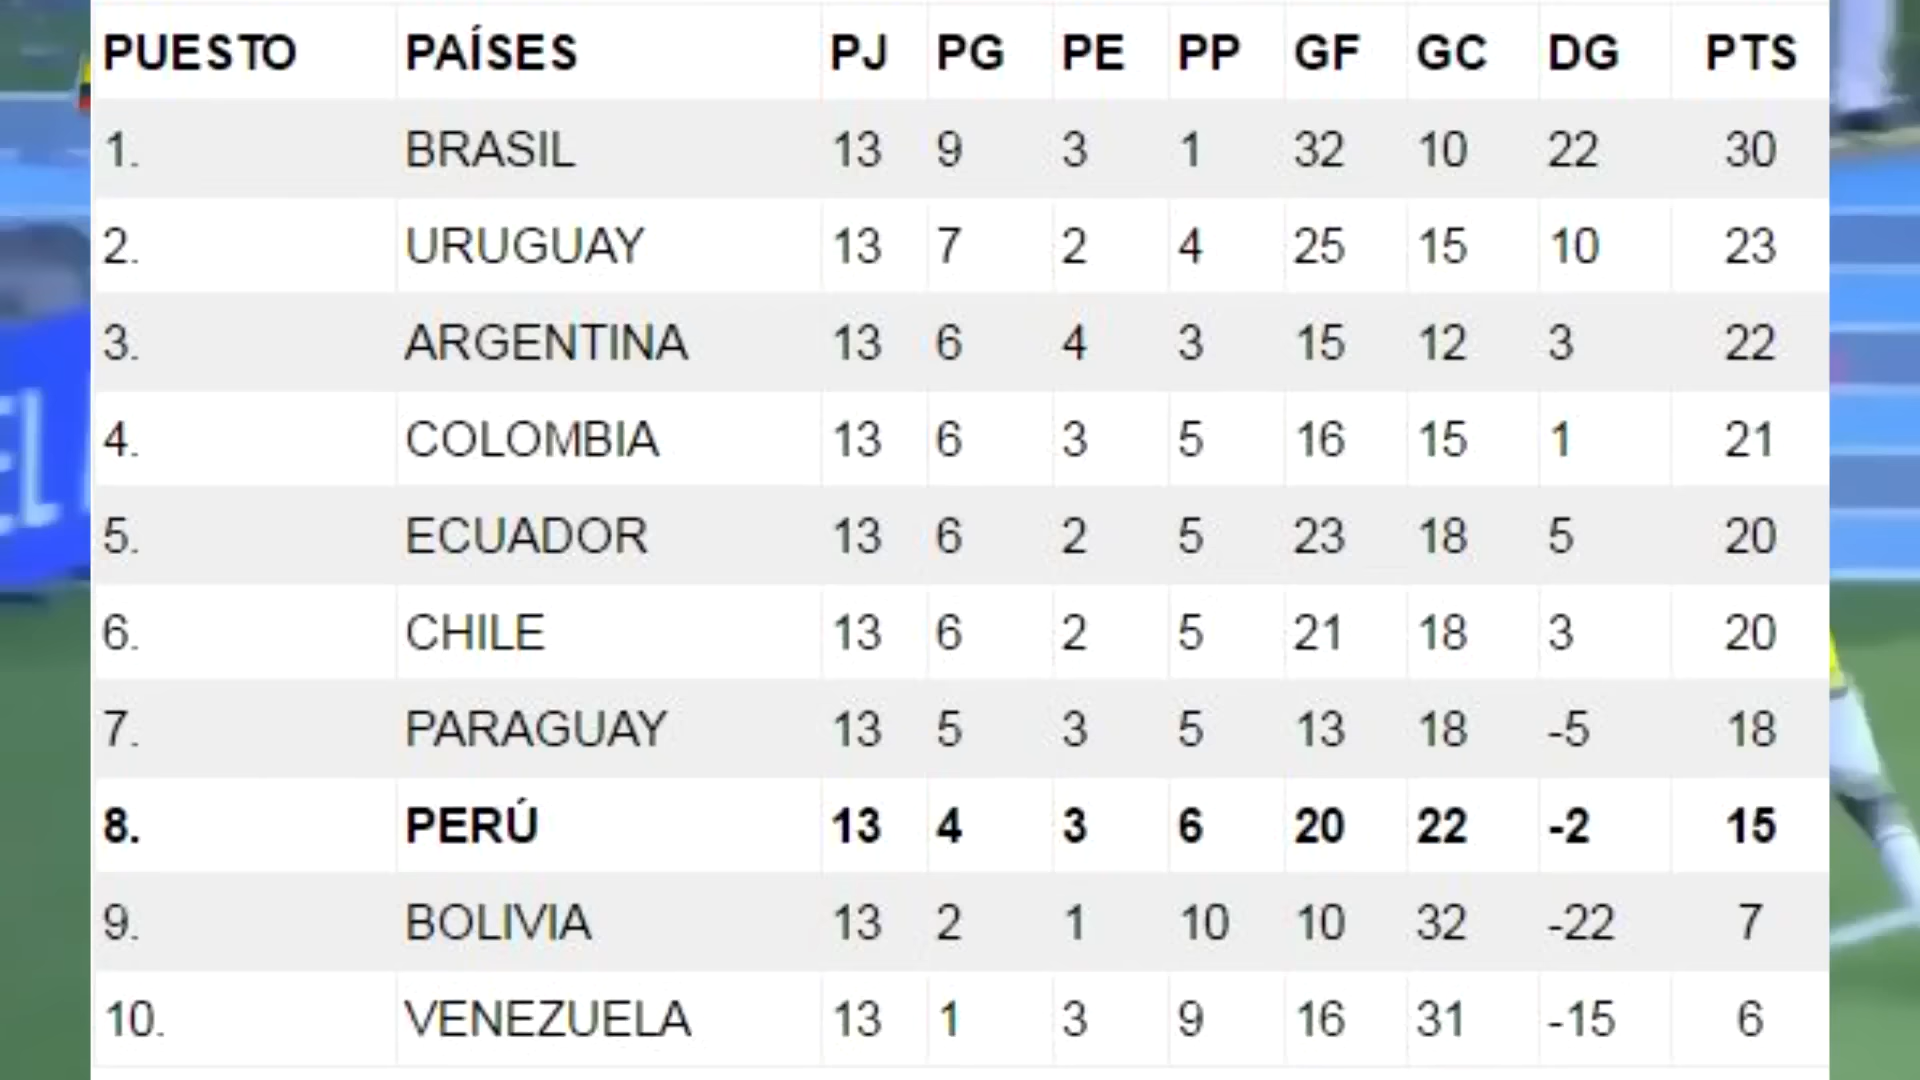 PUESTO PAÍSES PJ PG PE PP GF GC DG PTS
1. BRASIL 13 9 3 1 32 10 22 30
2. URUGUAY 13 7 2 4 25 15 10 23
3. ARGENTINA 13 6 4 3 15 12 3 22
4. COLOMBIA 13 6 3 5 16 15 1 21
5. ECUADOR 13 6 2 5 23 18 5 20
6. CHILE 13 6 2 5 21 18 3 20
7. PARAGUAY 13 5 3 5 13 18 -5 18
8. PERÚ 13 4 3 6 20 22 -2 15
9. BOLIVIA 13 2 1 10 10 32 -22 7
10. VENEZUELA 13 1 3 9 16 31 -15 6